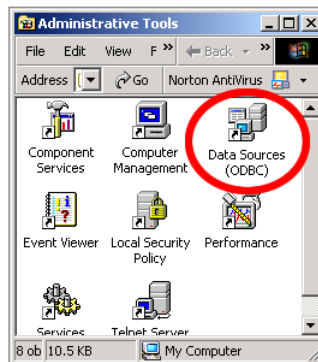 Administrative Tools
File Edit View F » Back »
Address Go Norton AntiVirus
Component Services
Computer Management
Data Sources (ODBC)
Event Viewer
Local Security Policy
Performance
Services
Telnet Server
8 ob 10.5 KB My Computer